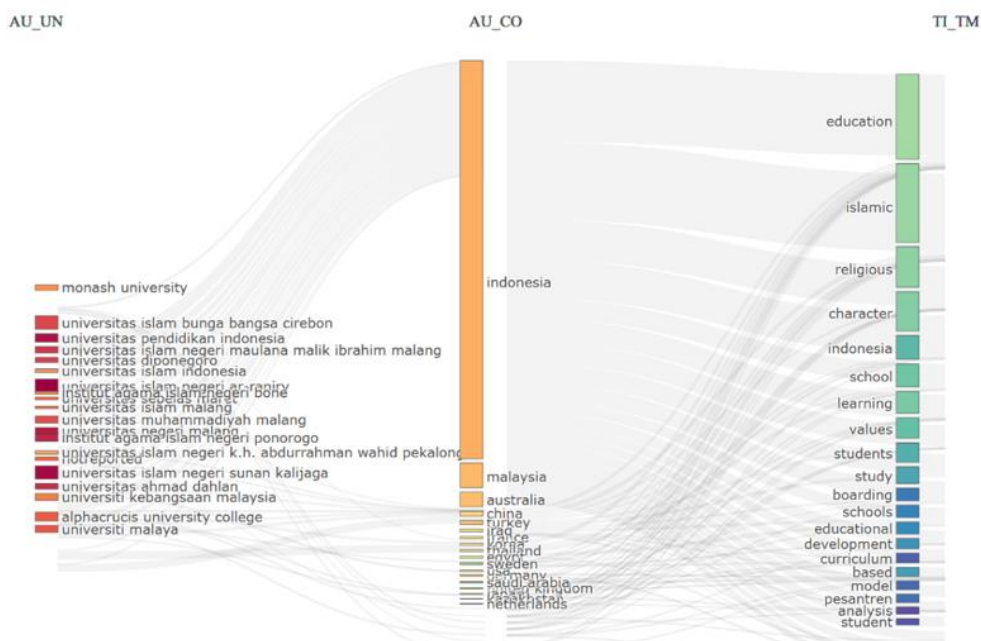 AU_UN
AU_CO
TI_TM
monash university
universitas islam bunga bangsa cirebon
universitas pendidikan indonesia
universitas islam negeri maulana malik ibrahim malang
universitas diponegoro
universitas islam indonesia
universitas islam negeri ar-raniry
institut agama islam negeri bone
universitas sebelas maret
universitas islam malang
universitas muhammadiyah malang
universitas negeri malang
institut agama islam negeri ponorogo
universitas islam negeri k.h. abdurrahman wahid pekalong
notreported
universitas islam negeri sunan kalijaga
universitas ahmad dahlan
universiti kebangsaan malaysia
alphacrucis university college
universiti malaya
indonesia
malaysia
australia
china
turkey
iraq
france
korea
thailand
egypt
sweden
usa
germany
saudi arabia
united kingdom
kazakhstan
netherlands
education
islamic
religious
character
indonesia
school
learning
values
students
study
boarding
schools
educational
development
curriculum
based
model
pesantren
analysis
student